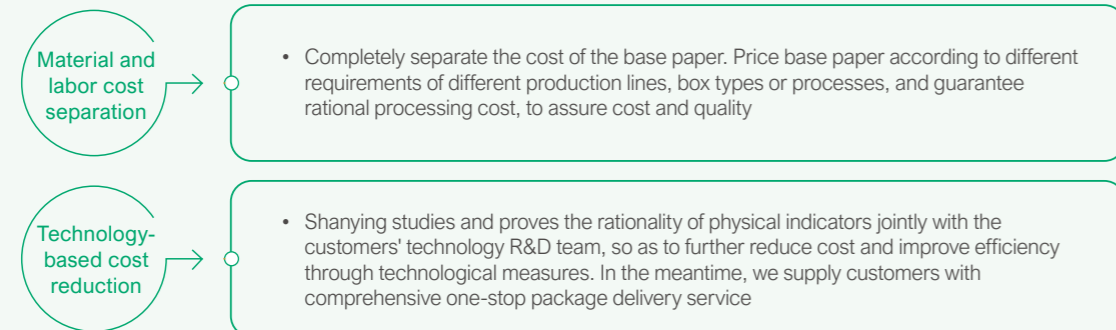 Material and
labor cost
separation
• Completely separate the cost of the base paper. Price base paper according to different
requirements of different production lines, box types or processes, and guarantee
rational processing cost, to assure cost and quality
Technology-
based cost
reduction
• Shanying studies and proves the rationality of physical indicators jointly with the
customers' technology R&D team, so as to further reduce cost and improve efficiency
through technological measures. In the meantime, we supply customers with
comprehensive one-stop package delivery service